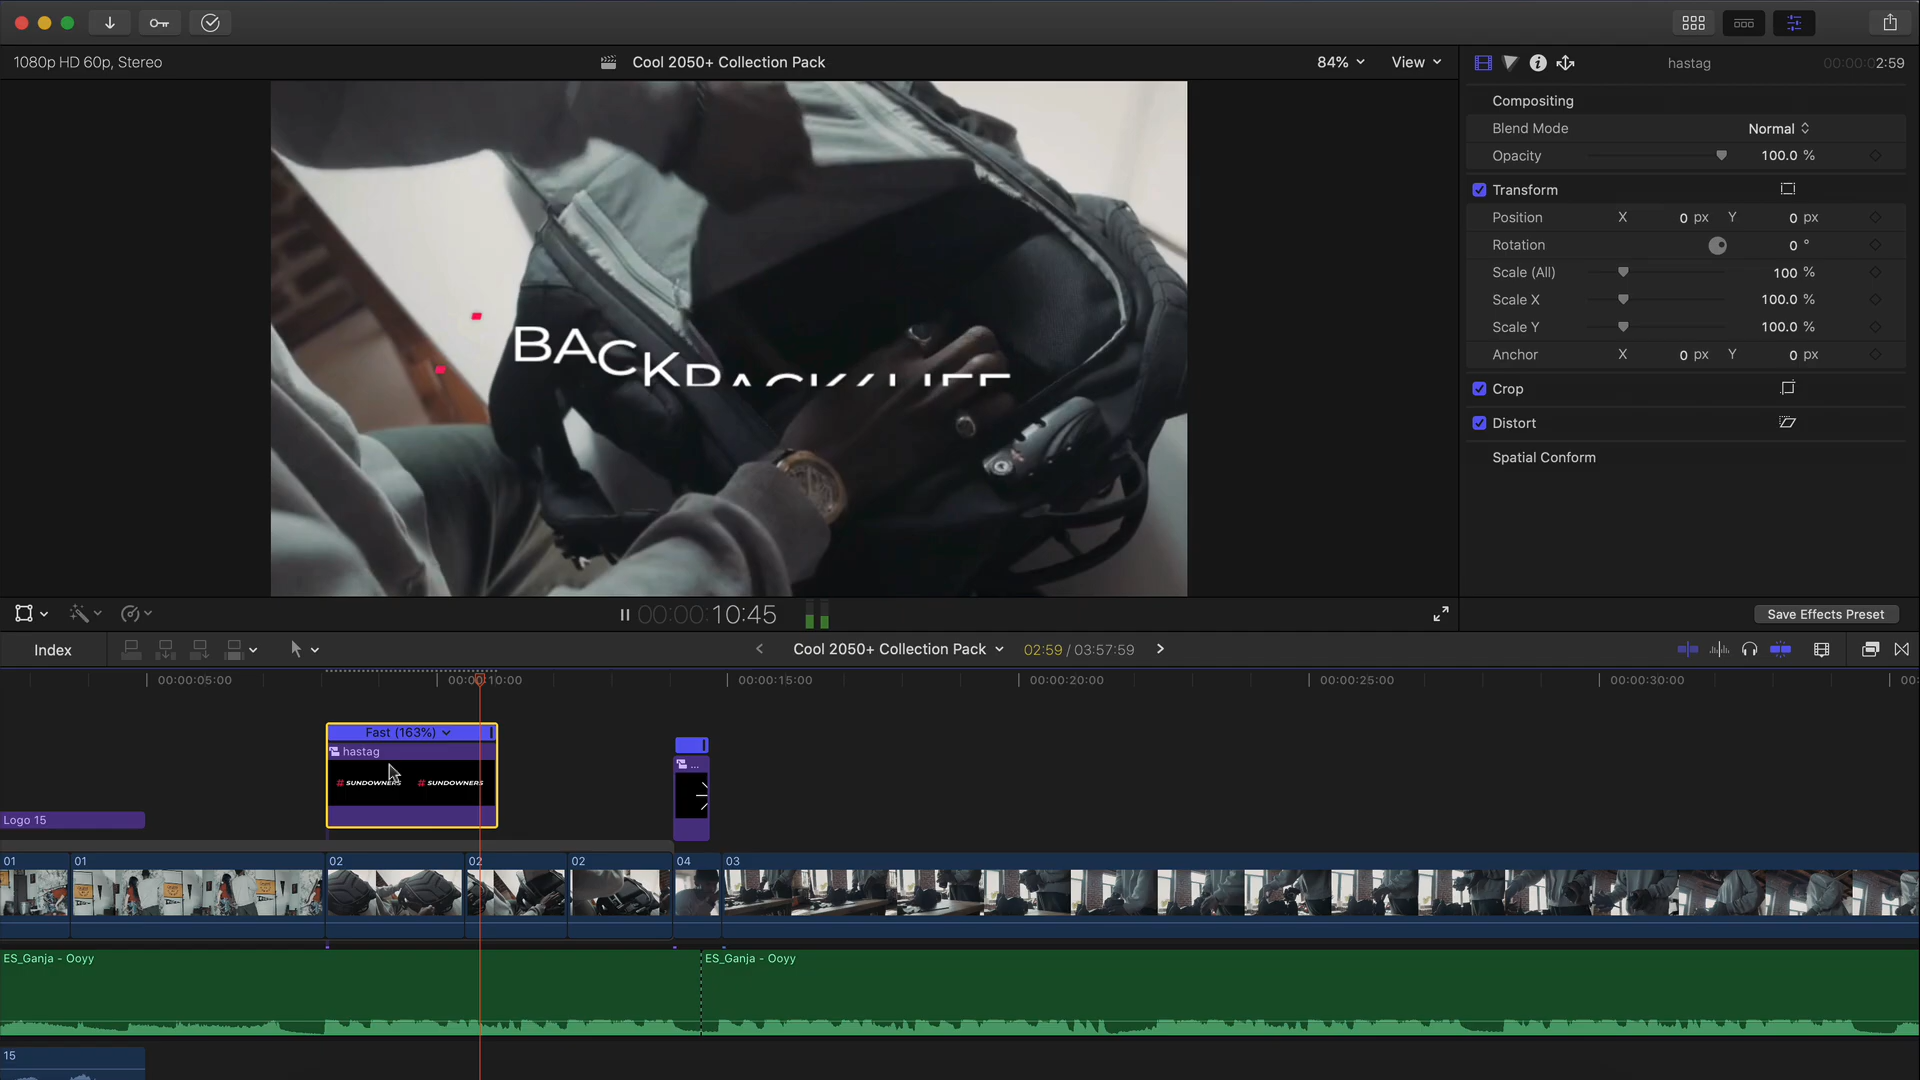 1080p HD 60p, Stereo
Cool 2050+ Collection Pack
84%
View
hastag
00:00:02:59
Compositing
Blend Mode
Normal
Opacity
100.0 %
Transform
Position
X
0 px
Y
0 px
Rotation
0 °
Scale (All)
100 %
Scale X
100.0 %
Scale Y
100.0 %
Anchor
X
0 px
Y
0 px
Crop
Distort
Spatial Conform
BACKPACK/LIFE
00:00:10:45
Save Effects Preset
Index
Cool 2050+ Collection Pack
02:59 / 03:57:59
00:00:05:00
00:00:10:00
00:00:15:00
00:00:20:00
00:00:25:00
00:00:30:00
00:
Fast (163%)
hastag
#SUNDOWNERS
#SUNDOWNERS
...
Logo 15
01
01
02
02
02
04
03
ES_Ganja - Ooyy
ES_Ganja - Ooyy
15